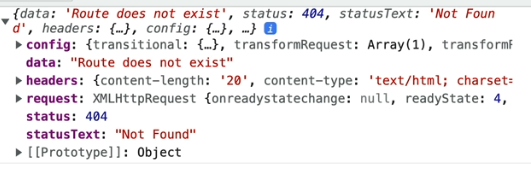 {data: 'Route does not exist', status: 404, statusText: 'Not Foun
d', headers: {…}, config: {…}, …} i
config: {transitional: {…}, transformRequest: Array(1), transformR
data: "Route does not exist"
headers: {content-length: '20', content-type: 'text/html; charset=
request: XMLHttpRequest {onreadystatechange: null, readyState: 4,
status: 404
statusText: "Not Found"
[[Prototype]]: Object